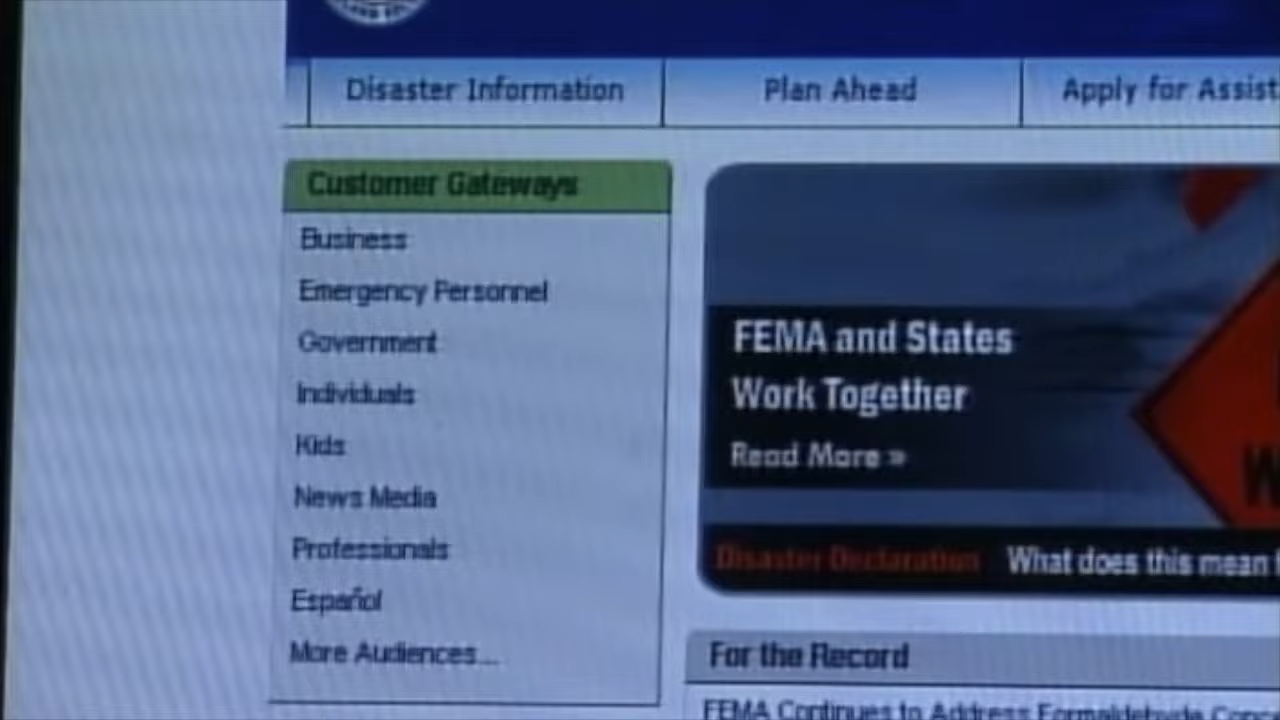 Disaster Information
Plan Ahead
Apply for Assist
Customer Gateways
Business
Emergency Personnel
Government
Individuals
Kids
News Media
Professionals
Español
More Audiences...
FEMA and States
Work Together
Read More »
Disaster Declaration What does this mean
For the Record
FEMA Continues to Address Formaldehyde